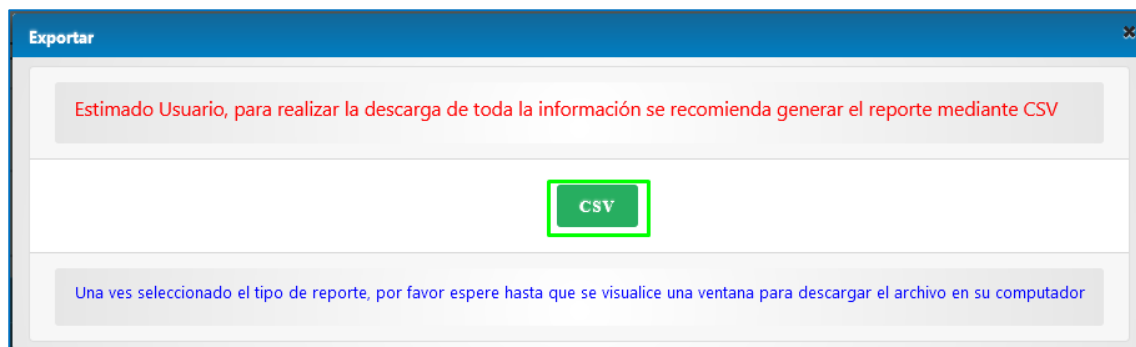 Exportar
Estimado Usuario, para realizar la descarga de toda la información se recomienda generar el reporte mediante CSV
CSV
Una ves seleccionado el tipo de reporte, por favor espere hasta que se visualice una ventana para descargar el archivo en su computador